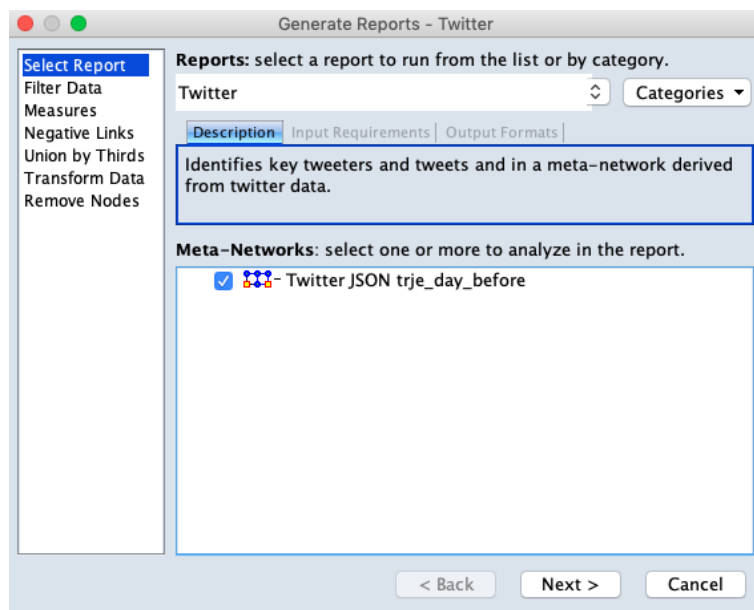 Generate Reports - Twitter
Select Report
Filter Data
Measures
Negative Links
Union by Thirds
Transform Data
Remove Nodes
Reports: select a report to run from the list or by category.
Twitter
Categories
Description
Input Requirements
Output Formats
Identifies key tweeters and tweets and in a meta-network derived
from twitter data.
Meta-Networks: select one or more to analyze in the report.
- Twitter JSON trje_day_before
< Back
Next >
Cancel